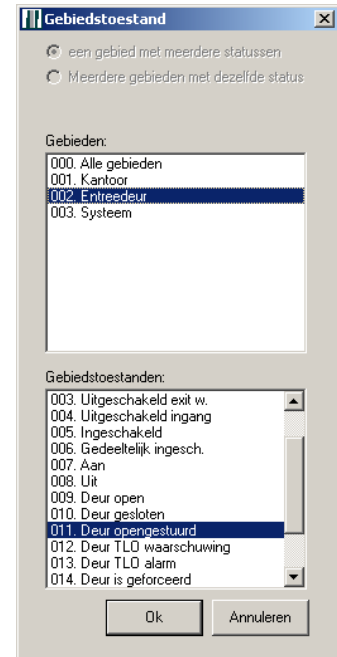 Gebiedstoestand
een gebied met meerdere statussen
Meerdere gebieden met dezelfde status
Gebieden:
000. Alle gebieden
001. Kantoor
002. Entreedeur
003. Systeem
Gebiedstoestanden:
003. Uitgeschakeld exit w.
004. Uitgeschakeld ingang
005. Ingeschakeld
006. Gedeeltelijk ingesch.
007. Aan
008. Uit
009. Deur open
010. Deur gesloten
011. Deur opengestuurd
012. Deur TLO waarschuwing
013. Deur TLO alarm
014. Deur is geforceerd
Ok
Annuleren